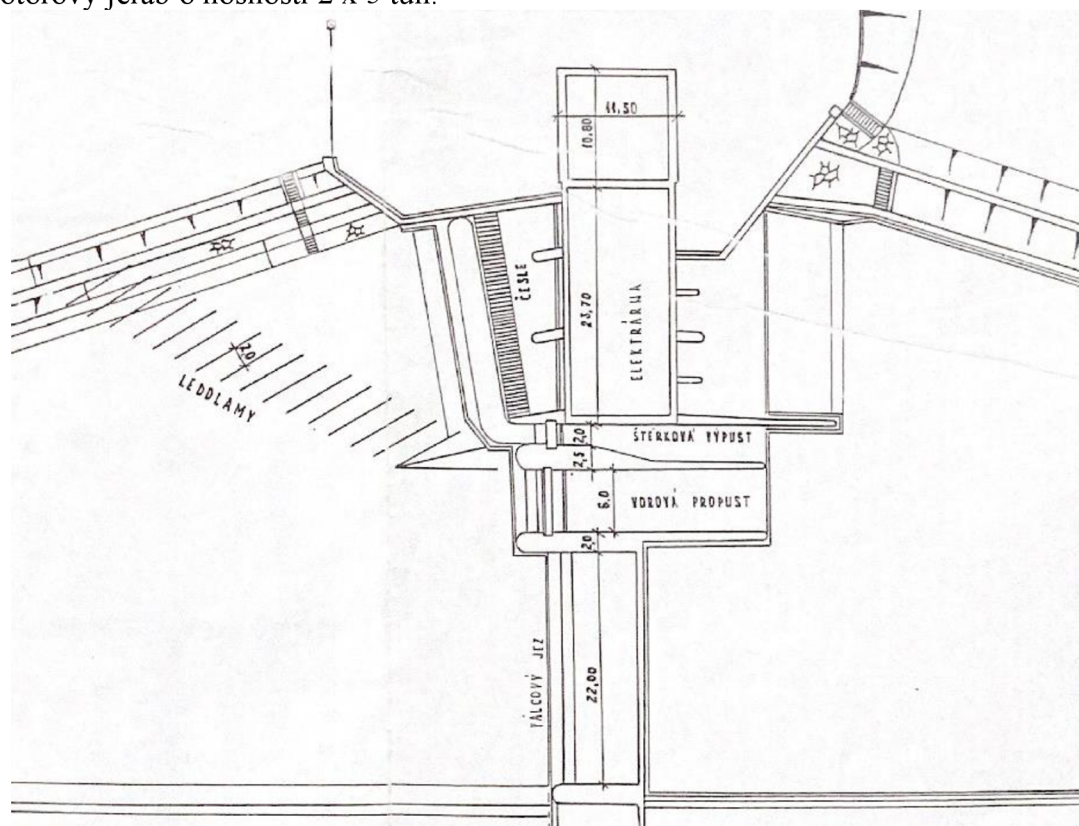 otorový jeřáb o nosnosti 2 x 5 tun.
11,50
10,80
ČESLE
23,70
ELEKTRÁRNA
2,0
LEDOLAMY
2,0
ŠTĚRKOVÁ VÝPUST
2,5
6,0
VOROVÁ PROPUST
2,0
VÁLCOVÝ JEZ
22,00